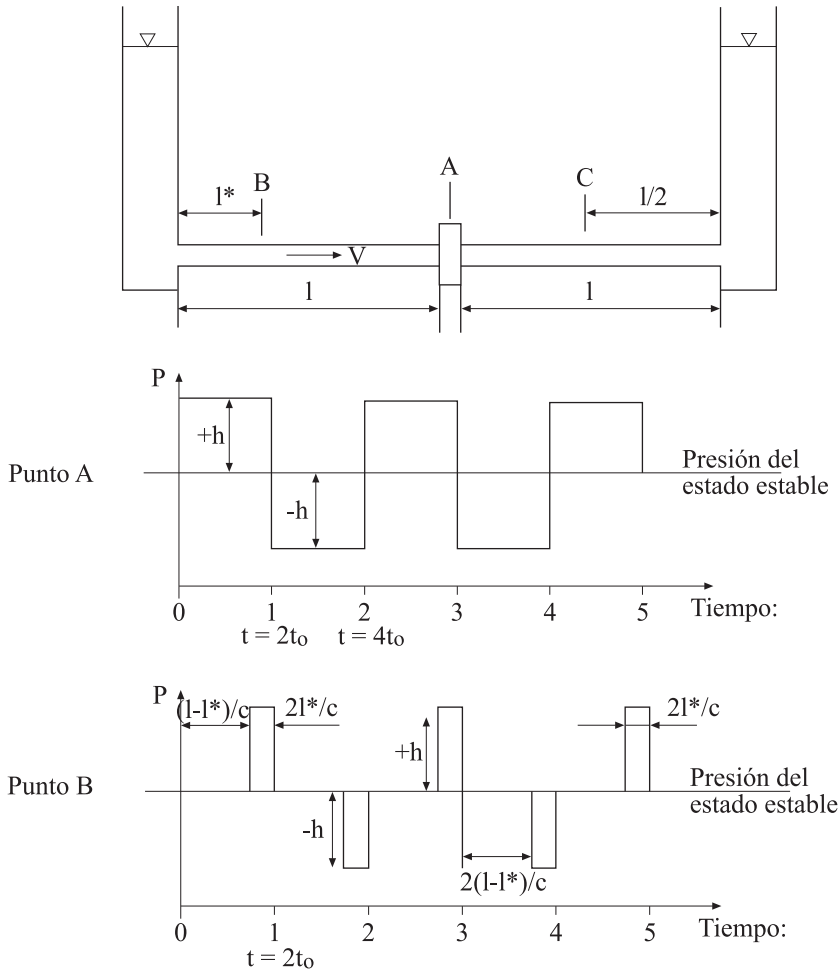 A
B
C
l*
l/2
V
l
l
P
+h
-h
Punto A
Presión del
estado estable
0 1 2 3 4 5 Tiempo:
t = 2to t = 4to
P
(l-l*)/c
2l*/c
2l*/c
+h
Punto B
Presión del
estado estable
-h
2(l-l*)/c
0 1 2 3 4 5 Tiempo:
t = 2to